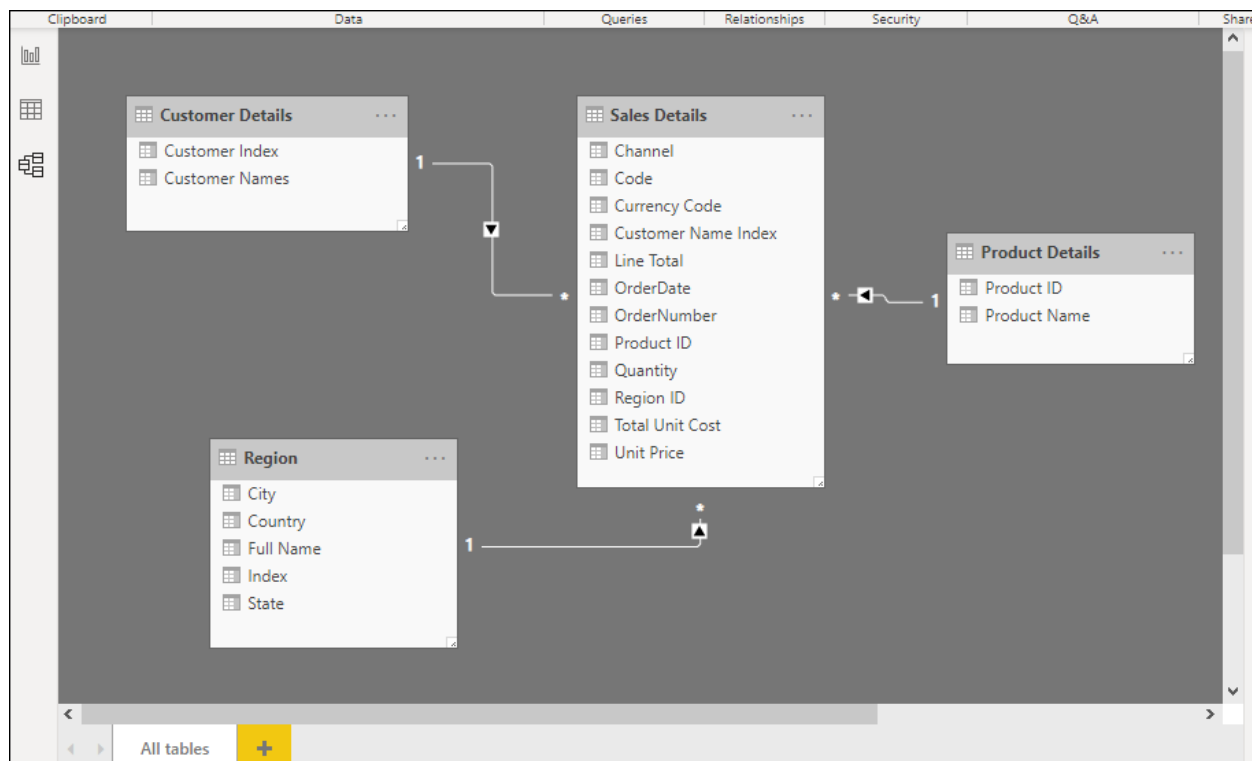 Clipboard Data Queries Relationships Security Q&A Share
Customer Details
Customer Index
Customer Names
1
*
Sales Details
Channel
Code
Currency Code
Customer Name Index
Line Total
OrderDate
OrderNumber
Product ID
Quantity
Region ID
Total Unit Cost
Unit Price
*
1
Product Details
Product ID
Product Name
Region
City
Country
Full Name
Index
State
1
*
All tables